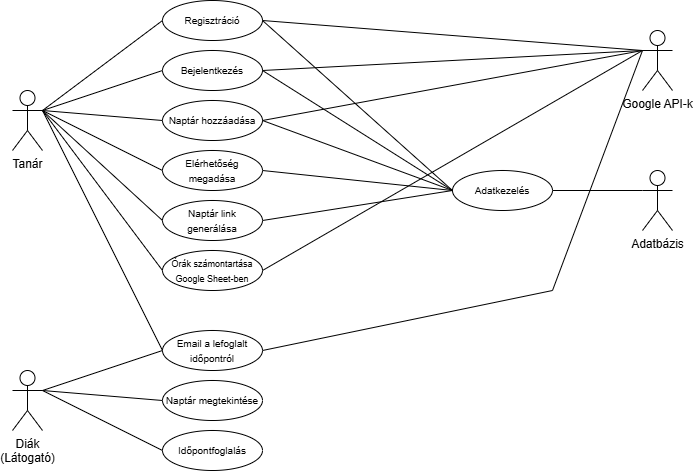 Regisztráció
Bejelentkezés
Google API-k
Naptár hozzáadása
Tanár
Elérhetőség
megadása
Adatkezelés
Naptár link
generálása
Adatbázis
Órák számontartása
Google Sheet-ben
Email a lefoglalt
időpontról
Naptár megtekintése
Diák
(Látogató)
Időpontfoglalás